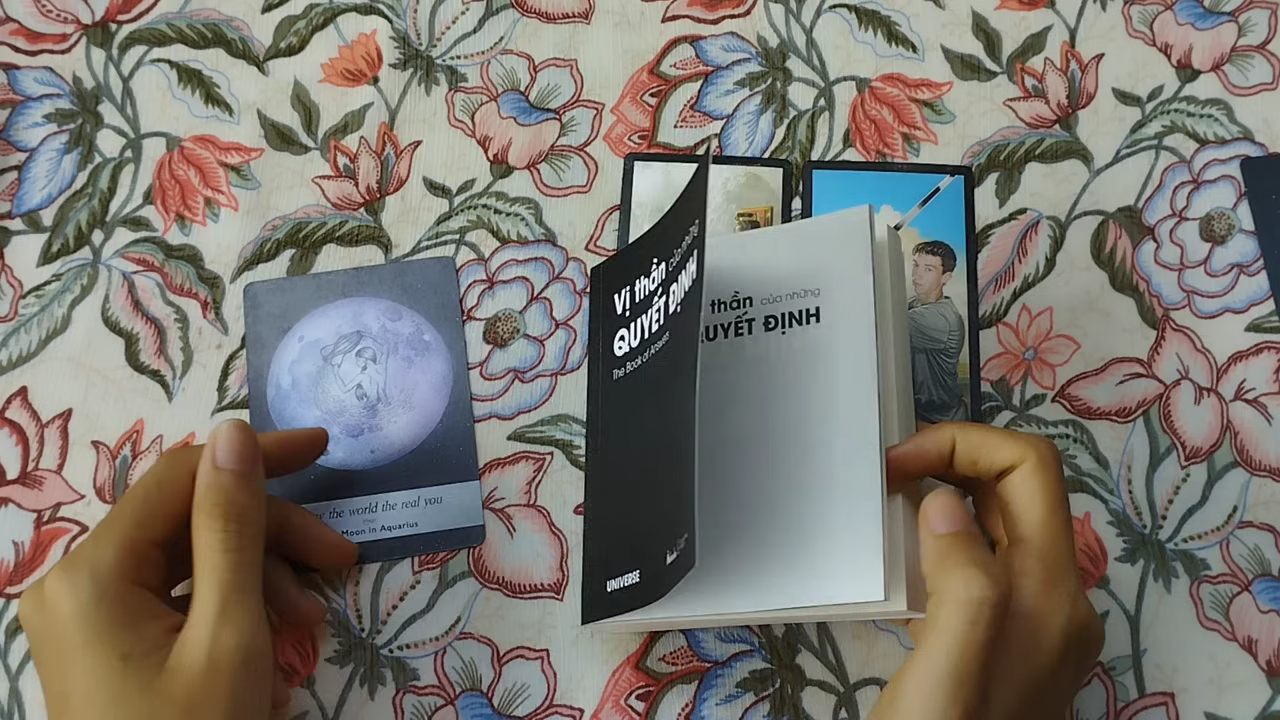 the world the real you
Moon in Aquarius
Vị thần của những
QUYẾT ĐỊNH
The Book of Answers
UNIVERSE
thần của những
QUYẾT ĐỊNH